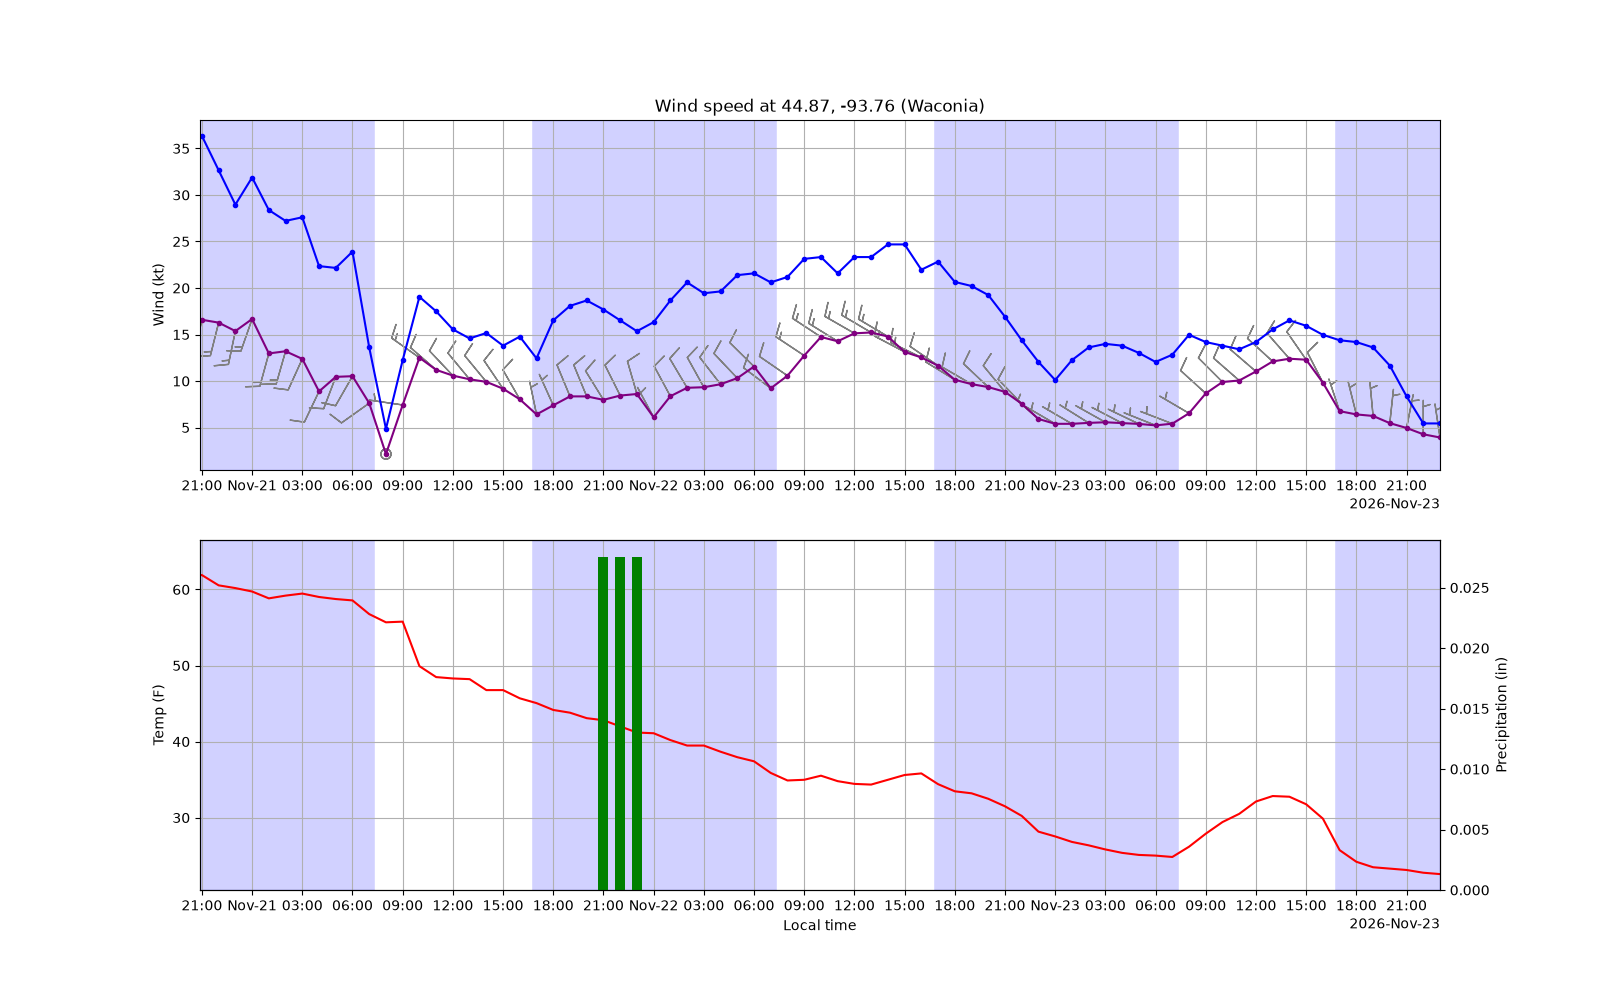 Wind speed at 44.87, -93.76 (Waconia)
35
30
25
20
15
10
5
Wind (kt)
21:00 Nov-21 03:00 06:00 09:00 12:00 15:00 18:00 21:00 Nov-22 03:00 06:00 09:00 12:00 15:00 18:00 21:00 Nov-23 03:00 06:00 09:00 12:00 15:00 18:00 21:00
2026-Nov-23
60
50
40
30
Temp (F)
0.025
0.020
0.015
0.010
0.005
0.000
Precipitation (in)
21:00 Nov-21 03:00 06:00 09:00 12:00 15:00 18:00 21:00 Nov-22 03:00 06:00 09:00 12:00 15:00 18:00 21:00 Nov-23 03:00 06:00 09:00 12:00 15:00 18:00 21:00
Local time
2026-Nov-23